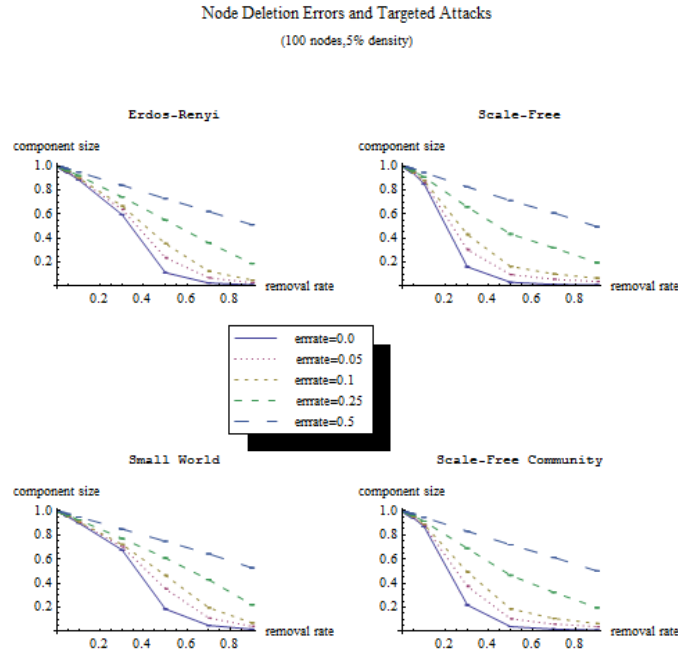 Node Deletion Errors and Targeted Attacks
(100 nodes,5% density)
Erdos-Renyi
component size
1.0
0.8
0.6
0.4
0.2
0.2 0.4 0.6 0.8
removal rate
Scale-Free
component size
1.0
0.8
0.6
0.4
0.2
0.2 0.4 0.6 0.8
removal rate
errrate=0.0
errrate=0.05
errrate=0.1
errrate=0.25
errrate=0.5
Small World
component size
1.0
0.8
0.6
0.4
0.2
0.2 0.4 0.6 0.8
removal rate
Scale-Free Community
component size
1.0
0.8
0.6
0.4
0.2
0.2 0.4 0.6 0.8
removal rate